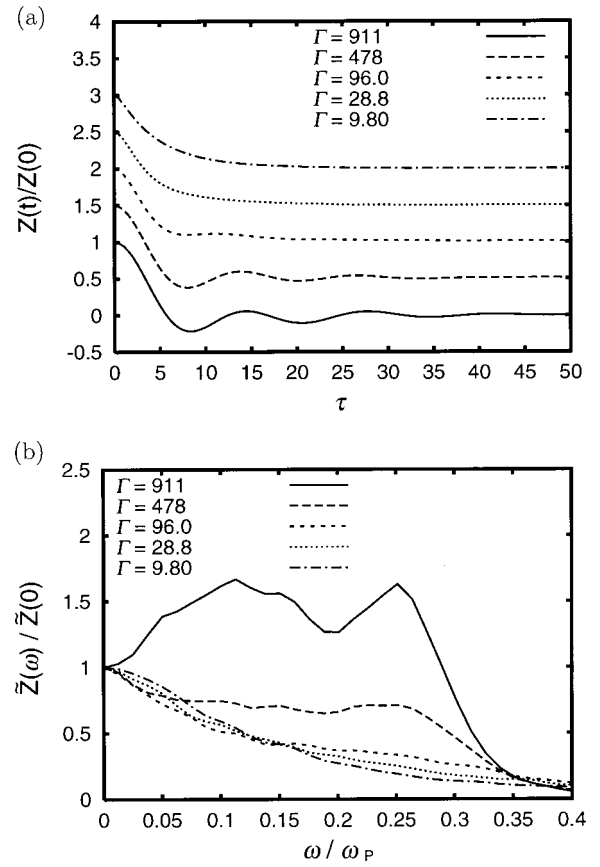 (a)
4
3.5
3
2.5
2
1.5
1
0.5
0
-0.5
Z(t)/Z(0)
Γ = 911
Γ = 478
Γ = 96.0
Γ = 28.8
Γ = 9.80
0 5 10 15 20 25 30 35 40 45 50
τ
(b)
2.5
2
1.5
1
0.5
0
Z̃(ω) / Z̃(0)
Γ = 911
Γ = 478
Γ = 96.0
Γ = 28.8
Γ = 9.80
0 0.05 0.1 0.15 0.2 0.25 0.3 0.35 0.4
ω / ωP